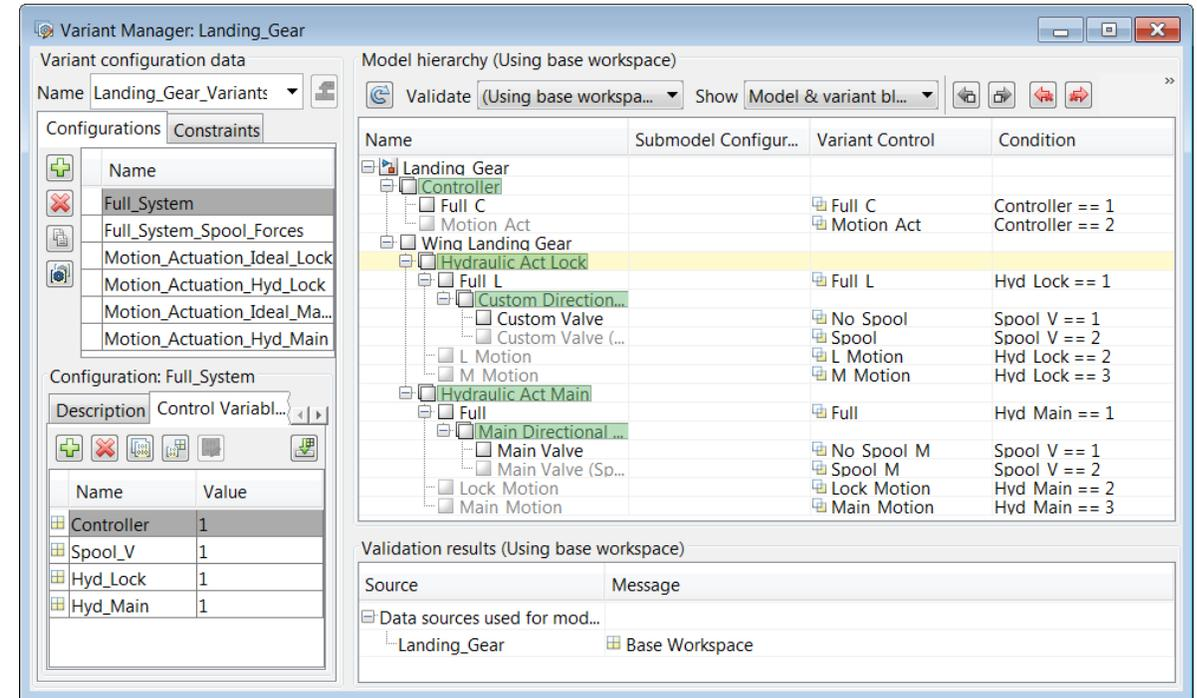 Variant Manager: Landing_Gear
Variant configuration data
Name Landing_Gear_Variants
Configurations Constraints
Name
Full_System
Full_System_Spool_Forces
Motion_Actuation_Ideal_Lock
Motion_Actuation_Hyd_Lock
Motion_Actuation_Ideal_Ma...
Motion_Actuation_Hyd_Main
Configuration: Full_System
Description Control Variabl...
Name Value
Controller 1
Spool_V 1
Hyd_Lock 1
Hyd_Main 1
Model hierarchy (Using base workspace)
Validate (Using base workspa... Show Model & variant bl... »
Name Submodel Configur... Variant Control Condition
Landing Gear
Controller
Full C Full C Controller == 1
Motion Act Motion Act Controller == 2
Wing Landing Gear
Hydraulic Act Lock
Full L Full L Hyd Lock == 1
Custom Direction...
Custom Valve No Spool Spool V == 1
Custom Valve (... Spool Spool V == 2
L Motion L Motion Hyd Lock == 2
M Motion M Motion Hyd Lock == 3
Hydraulic Act Main
Full Full Hyd Main == 1
Main Directional ...
Main Valve No Spool M Spool V == 1
Main Valve (Sp... Spool M Spool V == 2
Lock Motion Lock Motion Hyd Main == 2
Main Motion Main Motion Hyd Main == 3
Validation results (Using base workspace)
Source Message
Data sources used for mod...
Landing_Gear Base Workspace